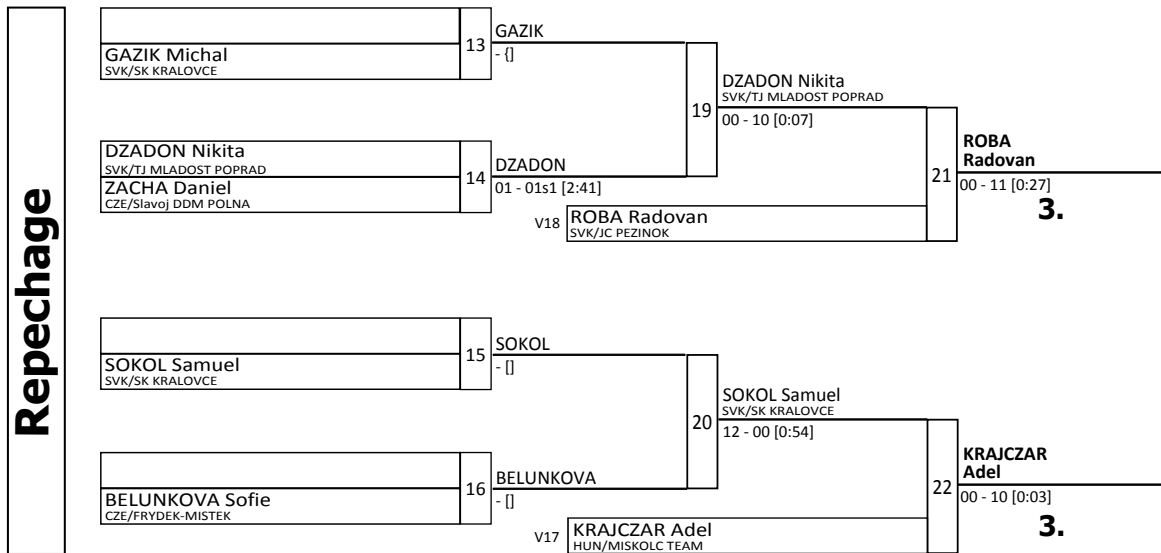 Repechage
GAZIK Michal
SVK/SK KRALOVCE
13
GAZIK
- {]
DZADON Nikita
SVK/TJ MLADOST POPRAD
ZACHA Daniel
CZE/Slavoj DDM POLNA
14
DZADON
01 - 01s1 [2:41]
19
DZADON Nikita
SVK/TJ MLADOST POPRAD
00 - 10 [0:07]
V18
ROBA Radovan
SVK/JC PEZINOK
21
ROBA
Radovan
00 - 11 [0:27]
3.
SOKOL Samuel
SVK/SK KRALOVCE
15
SOKOL
- []
BELUNKOVA Sofie
CZE/FRYDEK-MISTEK
16
BELUNKOVA
- []
20
SOKOL Samuel
SVK/SK KRALOVCE
12 - 00 [0:54]
V17
KRAJCZAR Adel
HUN/MISKOLC TEAM
22
KRAJCZAR
Adel
00 - 10 [0:03]
3.